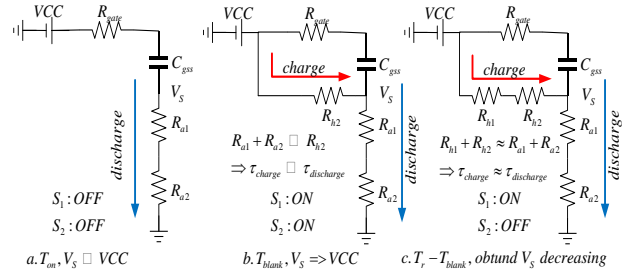 VCC R_gate
C_gss
V_S
R_a1
R_a2
discharge
S_1 : OFF
S_2 : OFF
a. T_on, V_S □ VCC
VCC R_gate
C_gss
charge
V_S
R_h2
R_a1
R_a2
discharge
R_a1 + R_a2 □ R_h2
⇒ τ_charge □ τ_discharge
S_1 : ON
S_2 : ON
b. T_blank, V_S => VCC
VCC R_gate
C_gss
charge
V_S
R_h1 R_h2
R_a1
R_a2
discharge
R_h1 + R_h2 ≈ R_a1 + R_a2
⇒ τ_charge ≈ τ_discharge
S_1 : ON
S_2 : OFF
c. T_r − T_blank, obtund V_S decreasing